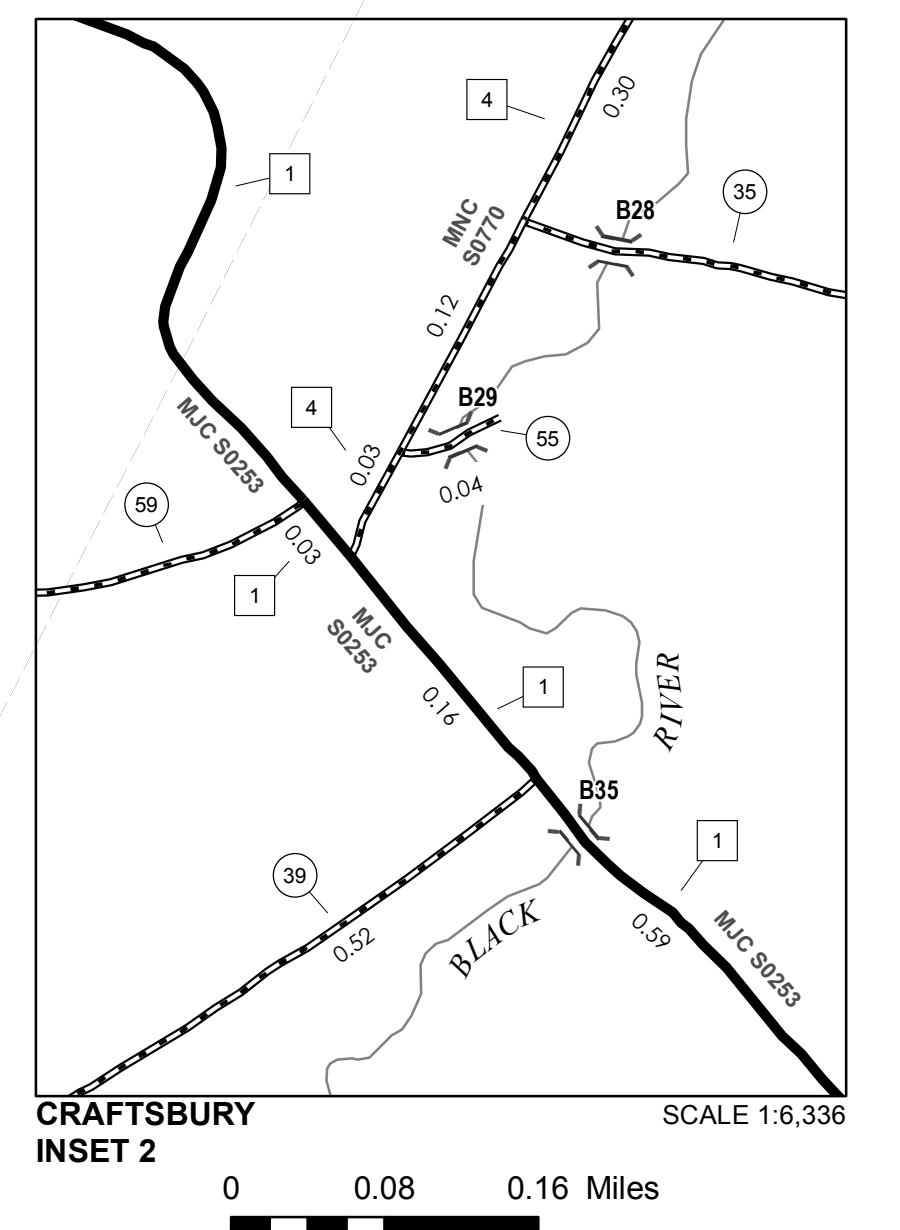 4
0.30
1
35
B28
MNC
S0770
0.12
B29
4
55
MJC S0253
0.03
0.04
59
0.03
1
MJC
S0253
1
0.16
RIVER
B35
1
39
0.52
BLACK
0.59
MJC S0253
CRAFTSBURY
INSET 2
SCALE 1:6,336
0 0.08 0.16 Miles